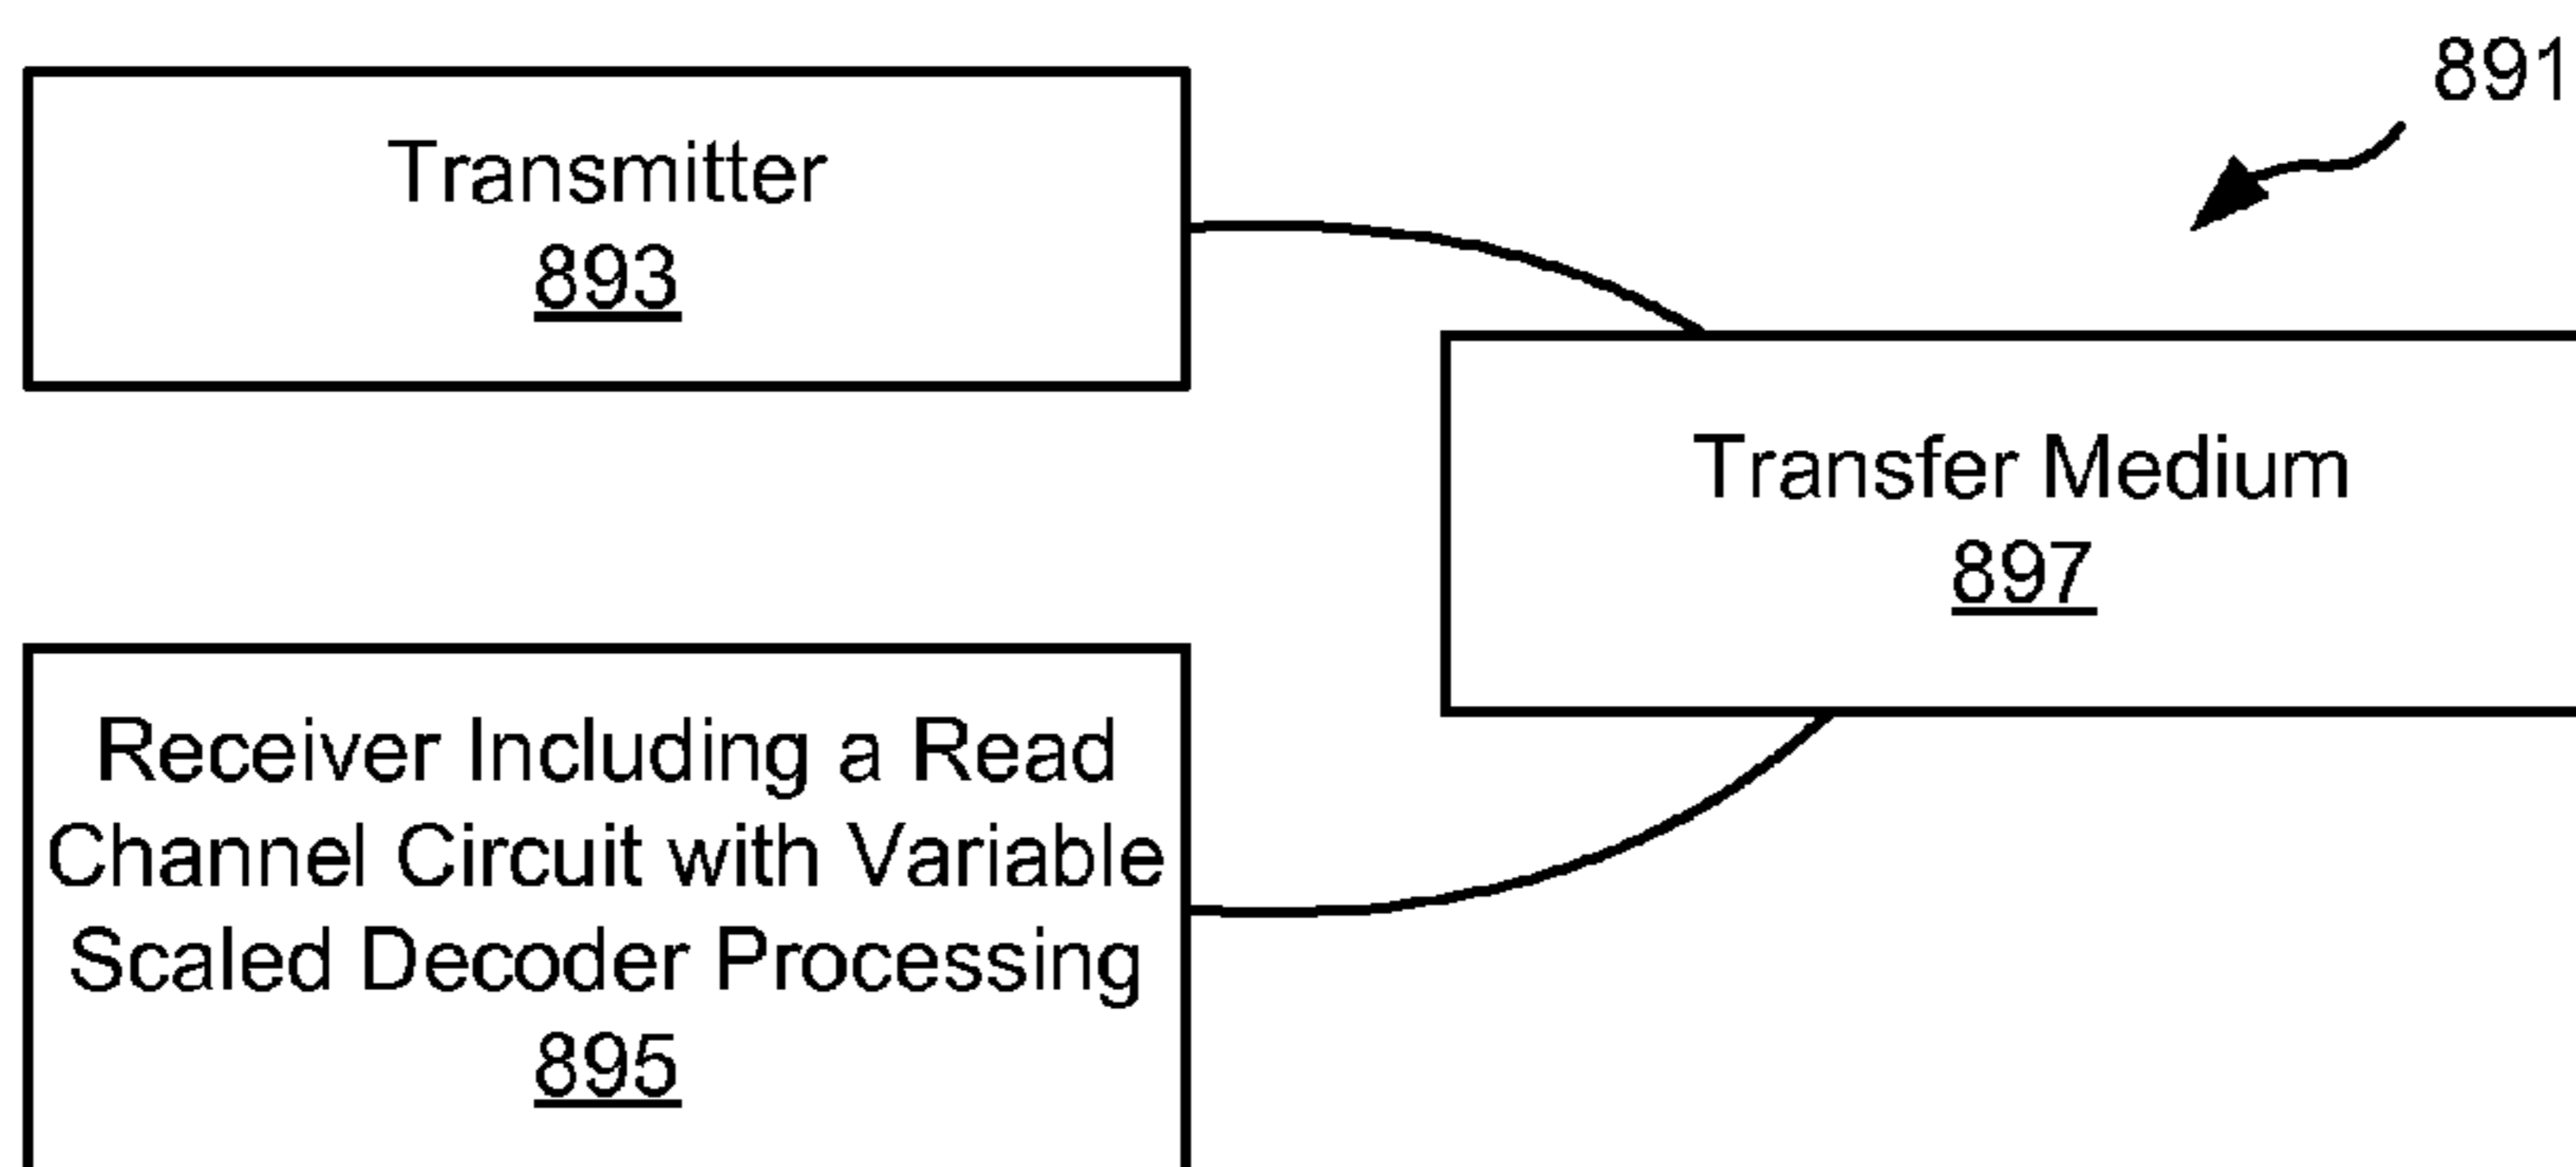 891
Transmitter
893
Transfer Medium
897
Receiver Including a Read
Channel Circuit with Variable
Scaled Decoder Processing
895